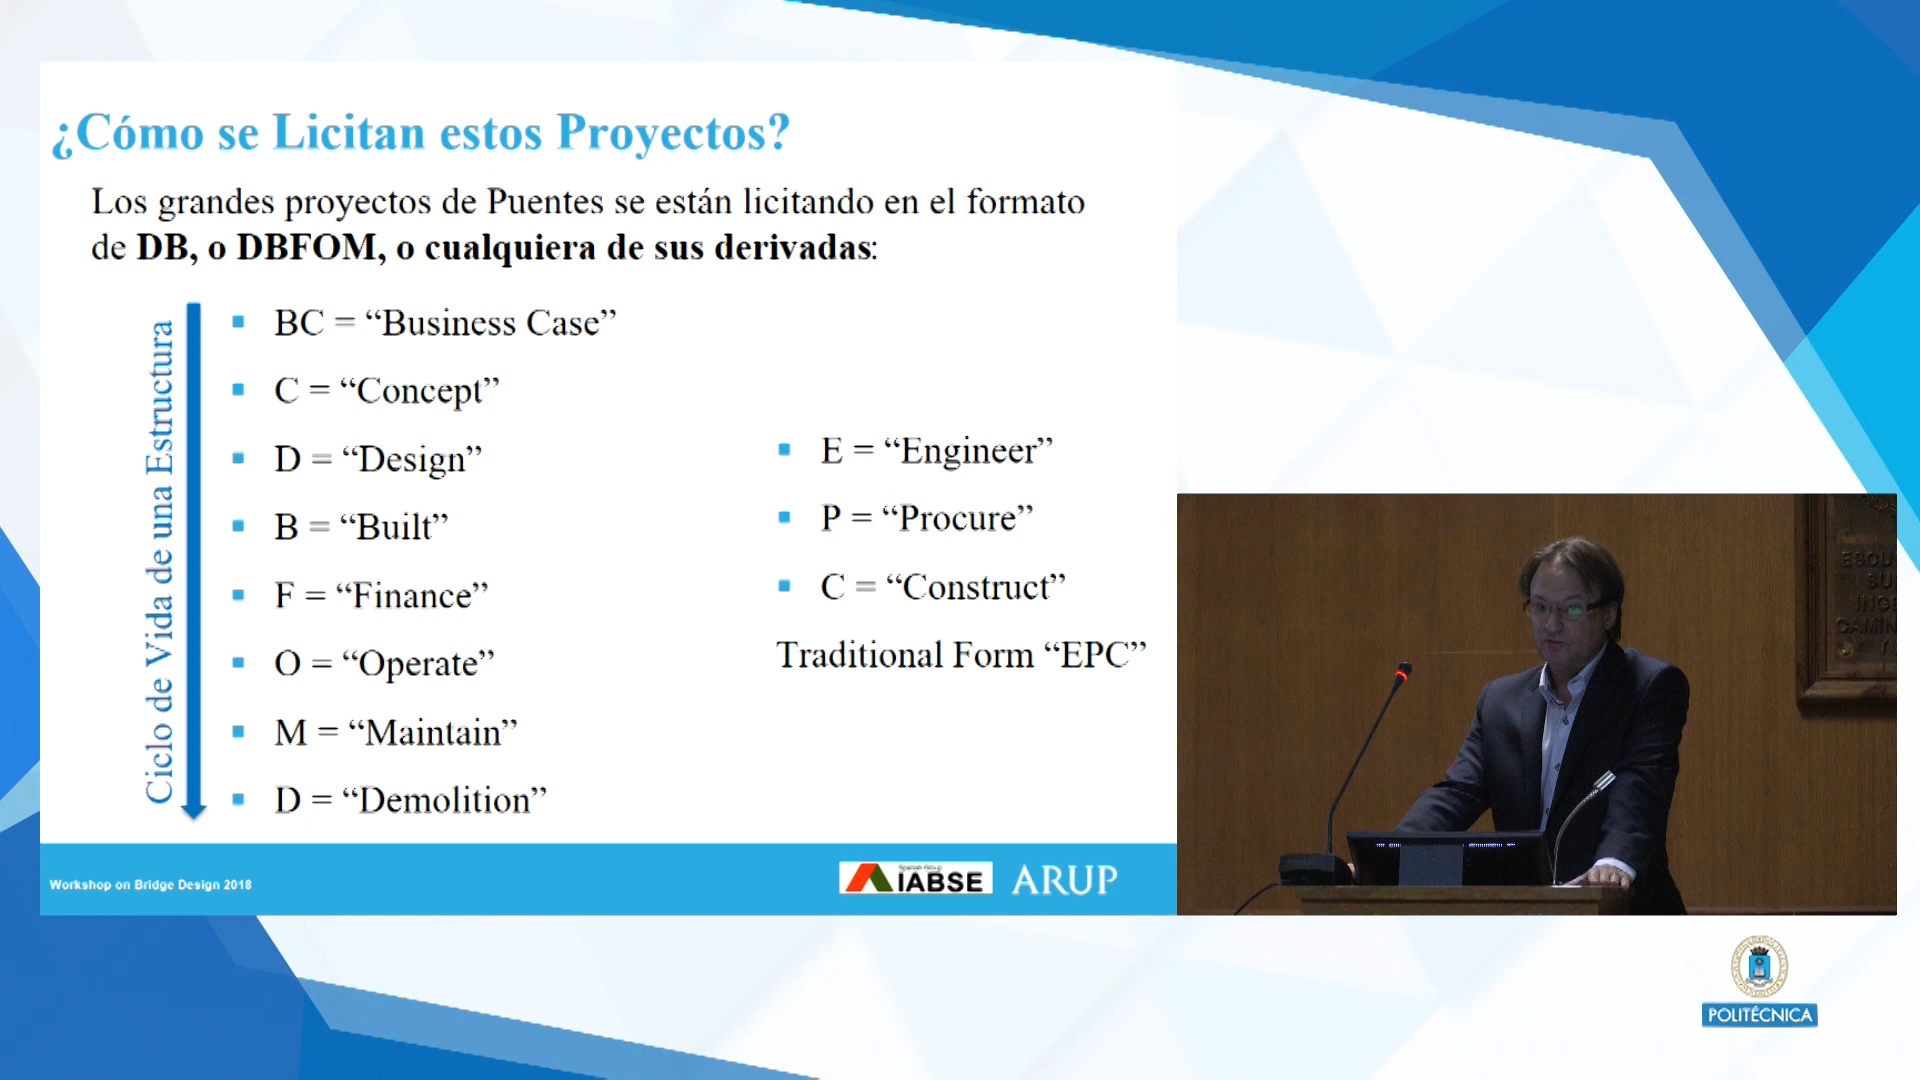 ¿Cómo se Licitan estos Proyectos?
Los grandes proyectos de Puentes se están licitando en el formato
de DB, o DBFOM, o cualquiera de sus derivadas:
Ciclo de Vida de una Estructura
BC = “Business Case”
C = “Concept”
D = “Design”
B = “Built”
F = “Finance”
O = “Operate”
M = “Maintain”
D = “Demolition”
E = “Engineer”
P = “Procure”
C = “Construct”
Traditional Form “EPC”
Workshop on Bridge Design 2018
Spanish Group
IABSE
ARUP
POLITÉCNICA